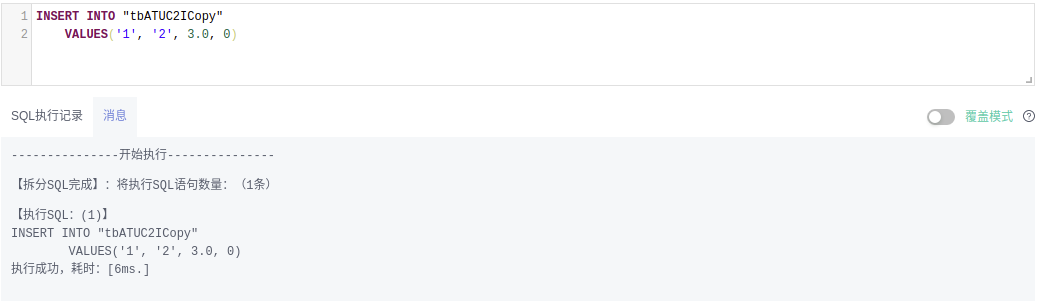 1 INSERT INTO "tbATUC2ICopy"
2     VALUES('1', '2', 3.0, 0)
SQL执行记录 消息 覆盖模式 ?
---------------开始执行---------------
【拆分SQL完成】：将执行SQL语句数量：（1条）
【执行SQL：(1)】
INSERT INTO "tbATUC2ICopy"
        VALUES('1', '2', 3.0, 0)
执行成功，耗时：[6ms.]